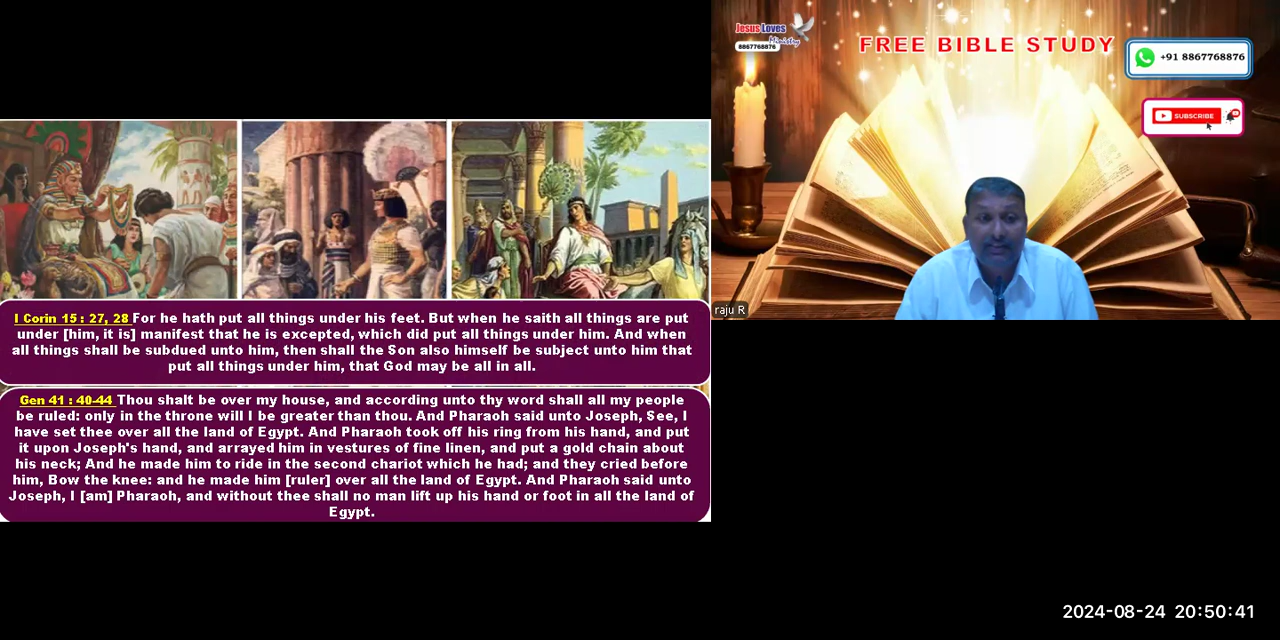 I Corin 15 : 27, 28 For he hath put all things under his feet. But when he saith all things are put
under [him, it is] manifest that he is excepted, which did put all things under him. And when
all things shall be subdued unto him, then shall the Son also himself be subject unto him that
put all things under him, that God may be all in all.
Gen 41 : 40-44 Thou shalt be over my house, and according unto thy word shall all my people
be ruled: only in the throne will I be greater than thou. And Pharaoh said unto Joseph, See, I
have set thee over all the land of Egypt. And Pharaoh took off his ring from his hand, and put
it upon Joseph's hand, and arrayed him in vestures of fine linen, and put a gold chain about
his neck; And he made him to ride in the second chariot which he had; and they cried before
him, Bow the knee: and he made him [ruler] over all the land of Egypt. And Pharaoh said unto
Joseph, I [am] Pharaoh, and without thee shall no man lift up his hand or foot in all the land of
Egypt.
Jesus Loves
Ministry
8867768876
FREE BIBLE STUDY
+91 8867768876
SUBSCRIBE
raju R
2024-08-24 20:50:41